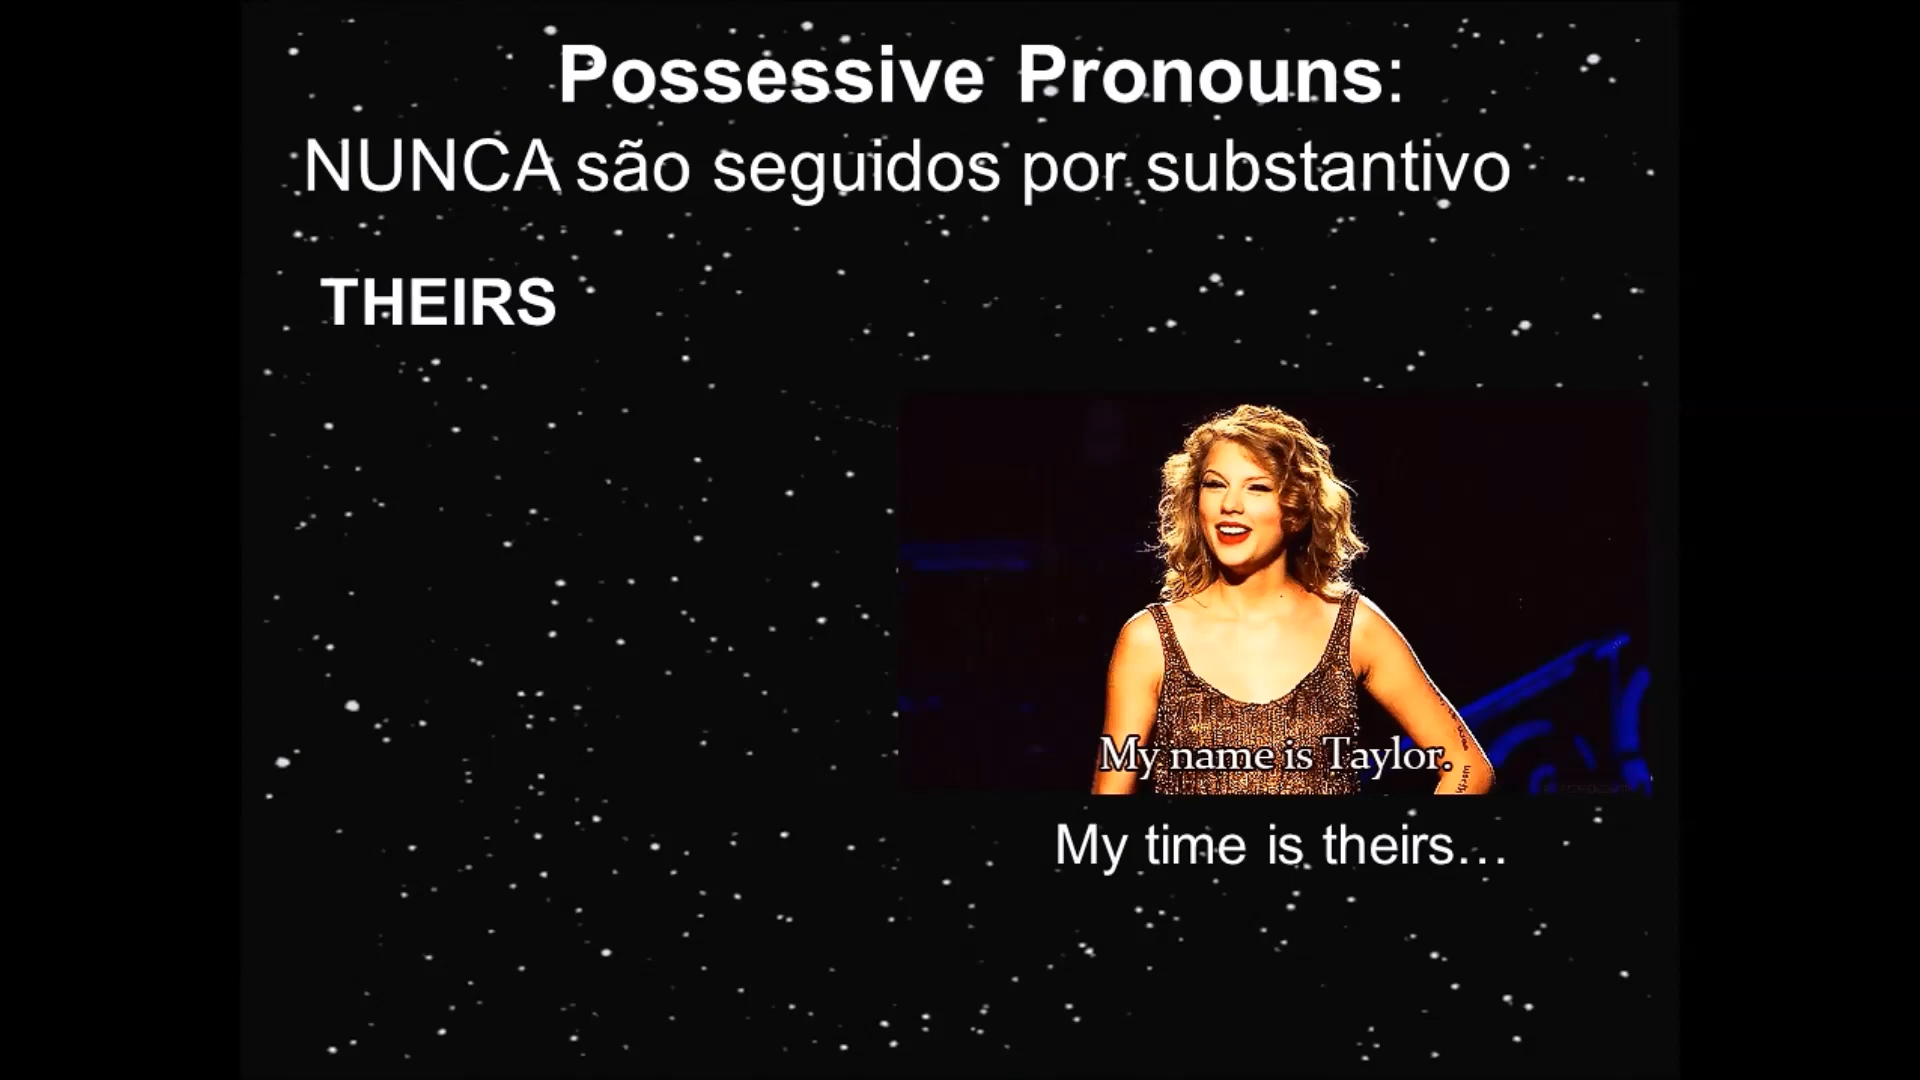 Possessive Pronouns:
NUNCA são seguidos por substantivo
THEIRS
My name is Taylor.
My time is theirs...